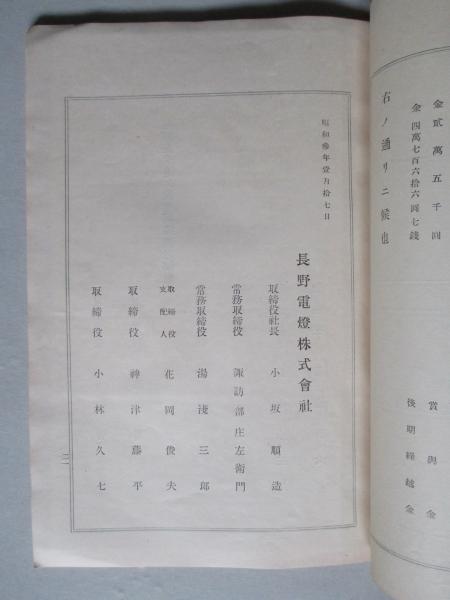 金貳萬五千圓
賞與金
金四萬七百六拾六圓七錢
後期繰越金
右ノ通リニ候也
昭和參年壹月拾七日
長野電燈株式會社
取締役社長 小坂順造
常務取締役 諏訪部庄左衛門
常務取締役 湯淺三郎
取締役支配人 花岡俊夫
取締役 神津藤平
取締役 小林久七
二一